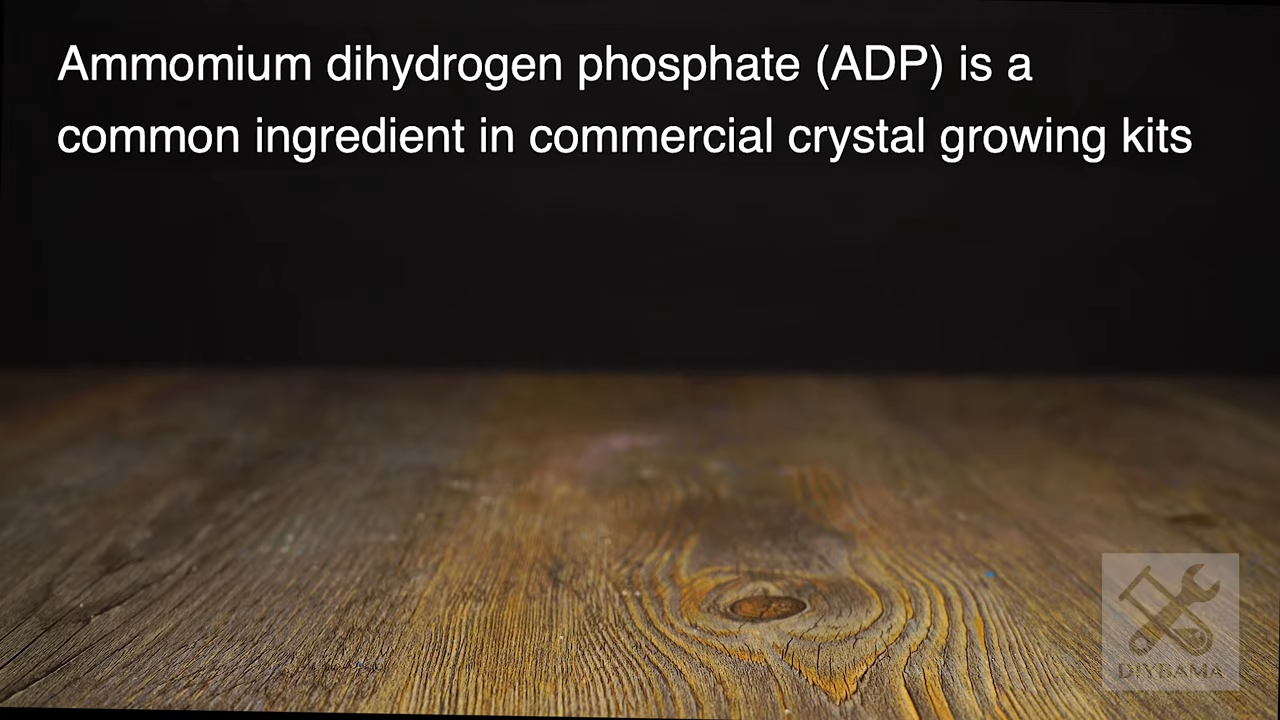 Ammomium dihydrogen phosphate (ADP) is a
common ingredient in commercial crystal growing kits
DIYBAMA